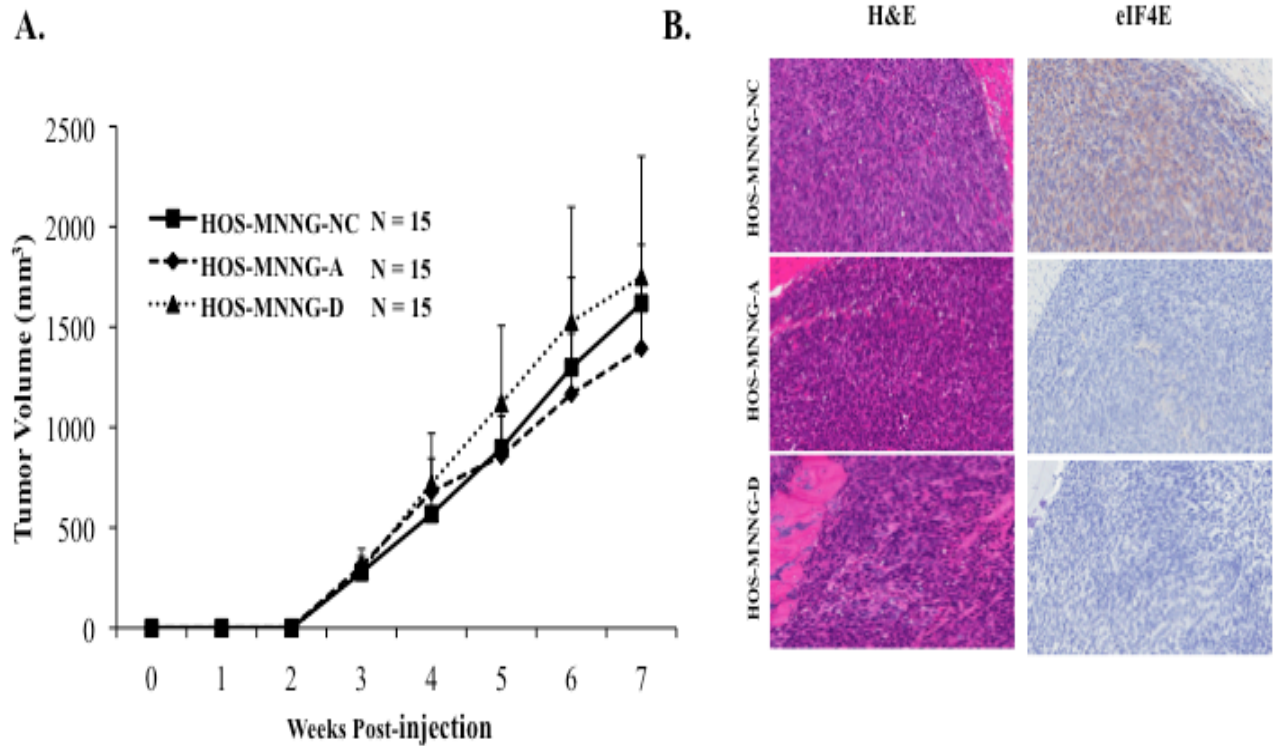 A.
2500
2000
1500
1000
500
0
Tumor Volume (mm³)
HOS-MNNG-NC N = 15
HOS-MNNG-A N = 15
HOS-MNNG-D N = 15
0 1 2 3 4 5 6 7
Weeks Post-injection
B.
H&E eIF4E
HOS-MNNG-NC
HOS-MNNG-A
HOS-MNNG-D